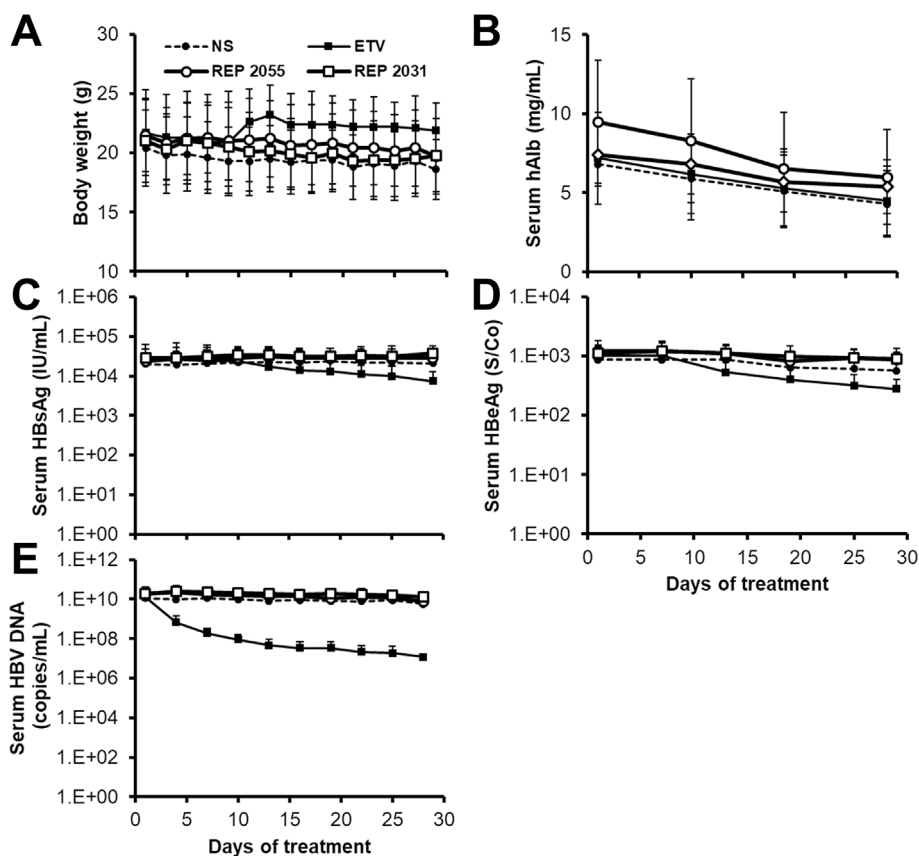 A
B
NS
ETV
REP 2055
REP 2031
Body weight (g)
30
25
20
15
10
Serum hAlb (mg/mL)
15
10
5
0
C
D
Serum HBsAg (IU/mL)
1.E+06
1.E+05
1.E+04
1.E+03
1.E+02
1.E+01
1.E+00
Serum HBeAg (S/Co)
1.E+04
1.E+03
1.E+02
1.E+01
1.E+00
0 5 10 15 20 25 30
Days of treatment
E
Serum HBV DNA
(copies/mL)
1.E+12
1.E+10
1.E+08
1.E+06
1.E+04
1.E+02
1.E+00
0 5 10 15 20 25 30
Days of treatment